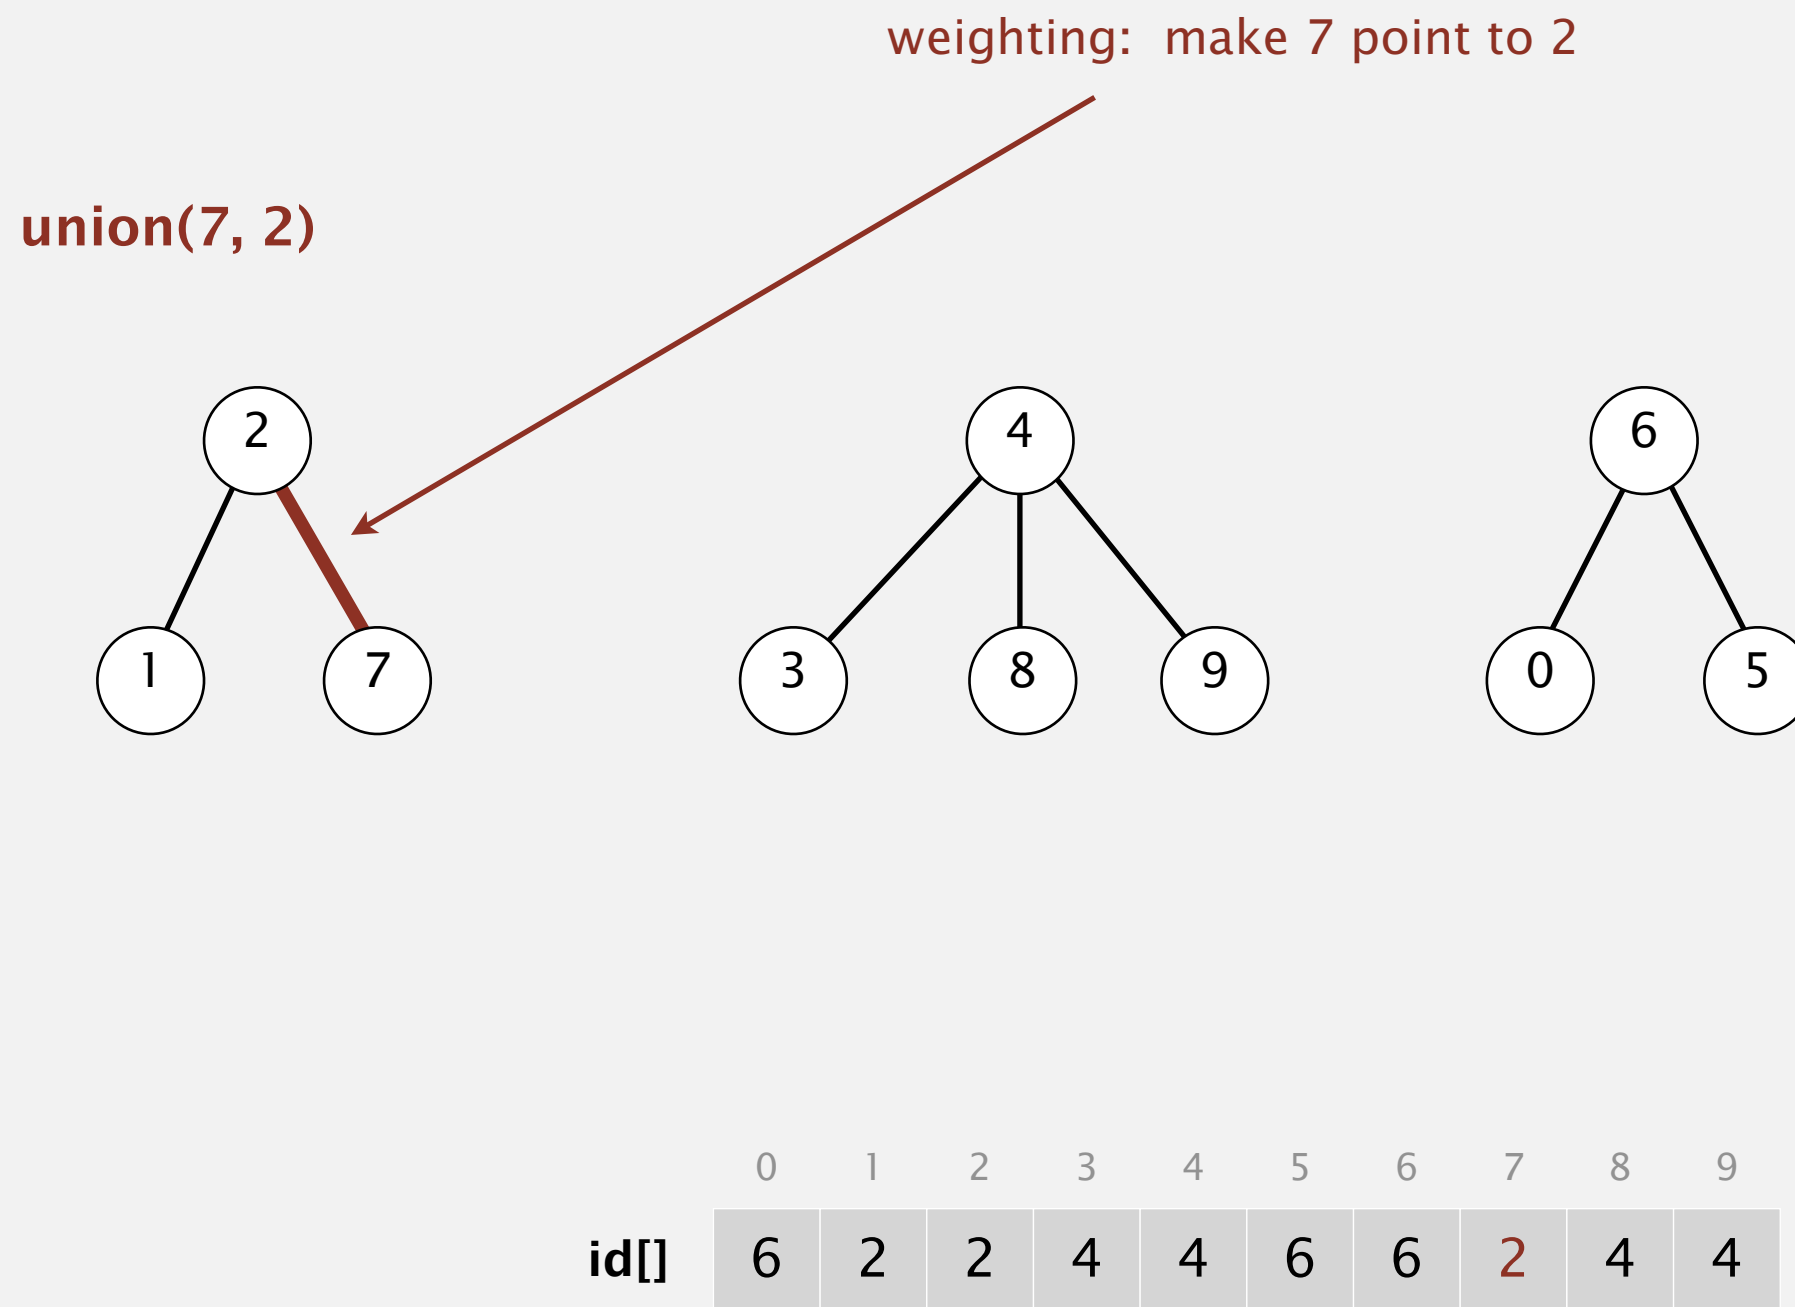 weighting: make 7 point to 2
union(7, 2)
2 4 6
1 7 3 8 9 0 5
0 1 2 3 4 5 6 7 8 9
id[] 6 2 2 4 4 6 6 2 4 4